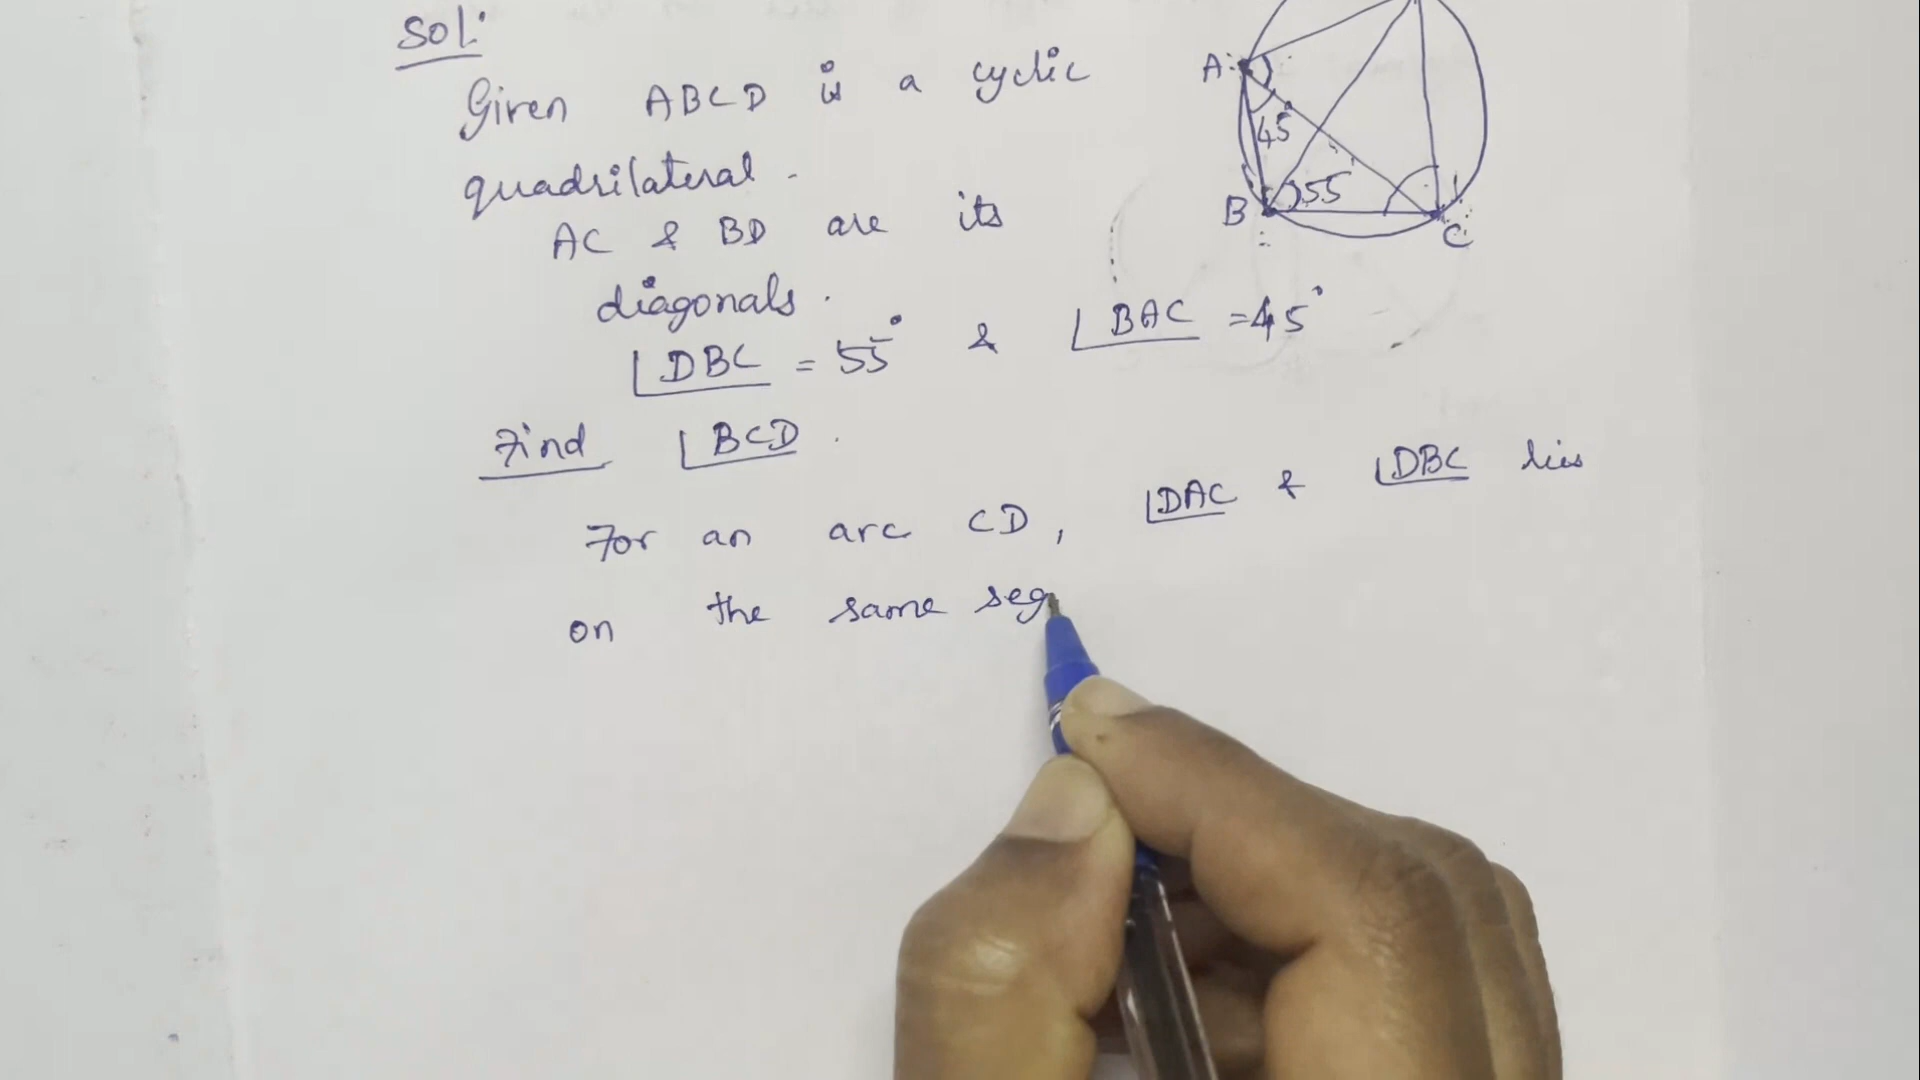 Sol:
Given ABCD is a cyclic
quadrilateral.
AC & BD are its
diagonals.
∠DBC = 55° & ∠BAC = 45°
Find ∠BCD.
For an arc CD, ∠DAC & ∠DBC lies
on the same seg
A
45°
B
55
C